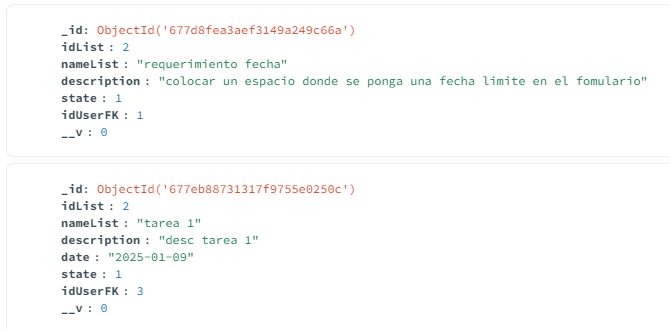 _id: ObjectId('677d8fea3aef3149a249c66a')
idList : 2
nameList : "requerimiento fecha"
description : "colocar un espacio donde se ponga una fecha limite en el fomulario"
state : 1
idUserFK : 1
__v : 0
_id: ObjectId('677eb88731317f9755e0250c')
idList : 2
nameList : "tarea 1"
description : "desc tarea 1"
date : "2025-01-09"
state : 1
idUserFK : 3
__v : 0